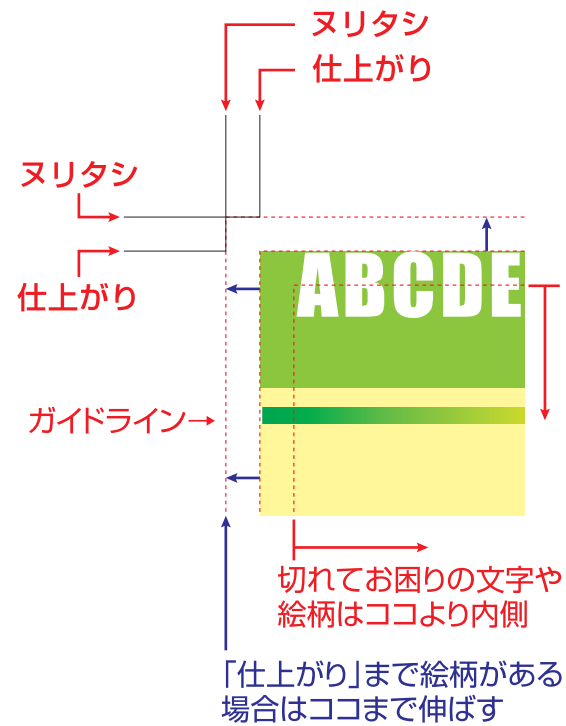 ヌリタシ
仕上がり
ヌリタシ
仕上がり
ABCDE
ガイドライン
切れてお困りの文字や
絵柄はココより内側
「仕上がり」まで絵柄がある
場合はココまで伸ばす